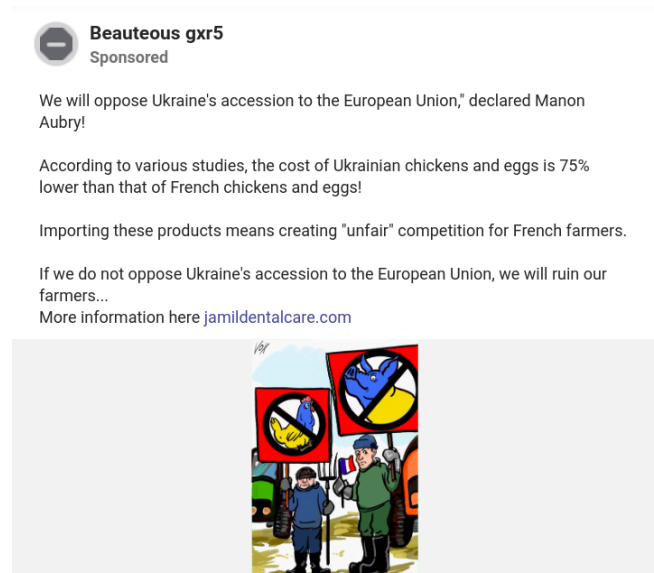 Beauteous gxr5
Sponsored
We will oppose Ukraine's accession to the European Union," declared Manon
Aubry!
According to various studies, the cost of Ukrainian chickens and eggs is 75%
lower than that of French chickens and eggs!
Importing these products means creating "unfair" competition for French farmers.
If we do not oppose Ukraine's accession to the European Union, we will ruin our
farmers...
More information here jamildentalcare.com